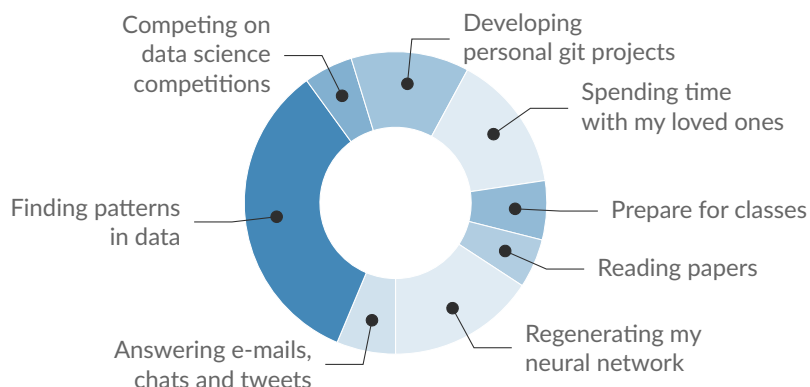 Competing on
data science
competitions
Developing
personal git projects
Spending time
with my loved ones
Finding patterns
in data
Prepare for classes
Reading papers
Answering e-mails,
chats and tweets
Regenerating my
neural network